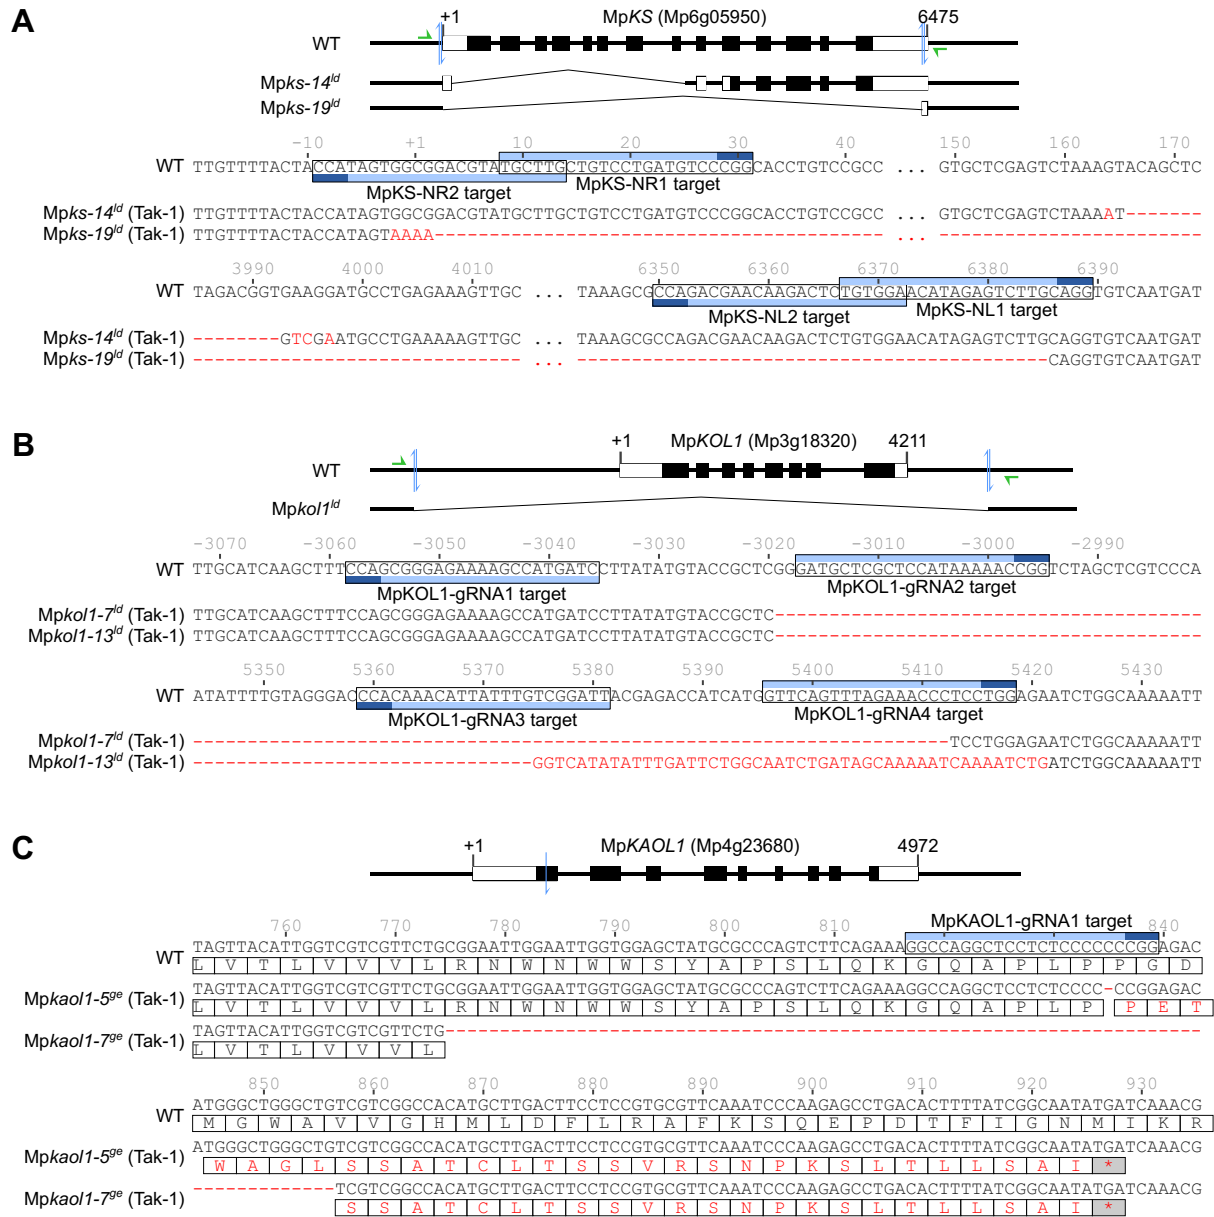 A
+1 MpKS (Mp6g05950) 6475
WT
Mpks-14ld
Mpks-19ld
−10 +1 10 20 30 40 150 160 170
WT TTGTTTTACTACCATAGTGGCGGACGTATGCTTGCTGTCCTGATGTCCCGGCACCTGTCCGCC ... GTGCTCGAGTCTAAAGTACAGCTC
MpKS-NR2 target MpKS-NR1 target
Mpks-14ld (Tak-1) TTGTTTTACTACCATAGTGGCGGACGTATGCTTGCTGTCCTGATGTCCCGGCACCTGTCCGCC ... GTGCTCGAGTCTAAAAT-------
Mpks-19ld (Tak-1) TTGTTTTACTACCATAGTAAAA----------------------------------------- ... ------------------------
3990 4000 4010 6350 6360 6370 6380 6390
WT TAGACGGTGAAGGATGCCTGAGAAAGTTGC ... TAAAGCGCCAGACGAACAAGACTCTGTGGAACATAGAGTCTTGCAGGTGTCAATGAT
MpKS-NL2 target MpKS-NL1 target
Mpks-14ld (Tak-1) --------GTCGAATGCCTGAAAAAGTTGC ... TAAAGCGCCAGACGAACAAGACTCTGTGGAACATAGAGTCTTGCAGGTGTCAATGAT
Mpks-19ld (Tak-1) ------------------------------ ... -------------------------------------------CAGGTGTCAATGAT
B
+1 MpKOL1 (Mp3g18320) 4211
WT
Mpkol1ld
−3070 −3060 −3050 −3040 −3030 −3020 −3010 −3000 −2990
WT TTGCATCAAGCTTTCCAGCGGGAGAAAAGCCATGATCCTTATATGTACCGCTCGGGATGCTCGCTCCATAAAAACCGGTCTAGCTCGTCCCA
MpKOL1-gRNA1 target MpKOL1-gRNA2 target
Mpkol1-7ld (Tak-1) TTGCATCAAGCTTTCCAGCGGGAGAAAAGCCATGATCCTTATATGTACCGCTC---------------------------------------
Mpkol1-13ld (Tak-1) TTGCATCAAGCTTTCCAGCGGGAGAAAAGCCATGATCCTTATATGTACCGCTC---------------------------------------
5350 5360 5370 5380 5390 5400 5410 5420 5430
WT ATATTTTGTAGGGACCCACAAACATTATTTGTCGGATTACGAGACCATCATGGTTCAGTTTAGAAACCCTCCTGGAGAATCTGGCAAAAATT
MpKOL1-gRNA3 target MpKOL1-gRNA4 target
Mpkol1-7ld (Tak-1) ---------------------------------------------------------------------TCCTGGAGAATCTGGCAAAAATT
Mpkol1-13ld (Tak-1) -------------------------------GGTCATATATTTGATTCTGGCAATCTGATAGCAAAAATCAAAATCTGATCTGGCAAAAATT
C
+1 MpKAOL1 (Mp4g23680) 4972
760 770 780 790 800 810 MpKAOL1-gRNA1 target 840
WT TAGTTACATTGGTCGTCGTTCTGCGGAATTGGAATTGGTGGAGCTATGCGCCCAGTCTTCAGAAAGGCCAGGCTCCTCTCCCCCCCGGAGAC
L V T L V V V L R N W N W W S Y A P S L Q K G Q A P L P P G D
Mpkaol1-5ge (Tak-1) TAGTTACATTGGTCGTCGTTCTGCGGAATTGGAATTGGTGGAGCTATGCGCCCAGTCTTCAGAAAGGCCAGGCTCCTCTCCCC-CCGGAGAC
L V T L V V V L R N W N W W S Y A P S L Q K G Q A P L P P E T
Mpkaol1-7ge (Tak-1) TAGTTACATTGGTCGTCGTTCTG---------------------------------------------------------------------
L V T L V V V L
850 860 870 880 890 900 910 920 930
WT ATGGGCTGGGCTGTCGTCGGCCACATGCTTGACTTCCTCCGTGCGTTCAAATCCCAAGAGCCTGACACTTTTATCGGCAATATGATCAAACG
M G W A V V G H M L D F L R A F K S Q E P D T F I G N M I K R
Mpkaol1-5ge (Tak-1) ATGGGCTGGGCTGTCGTCGGCCACATGCTTGACTTCCTCCGTGCGTTCAAATCCCAAGAGCCTGACACTTTTATCGGCAATATGATCAAACG
W A G L S S A T C L T S S V R S N P K S L T L L S A I *
Mpkaol1-7ge (Tak-1) -------------TCGTCGGCCACATGCTTGACTTCCTCCGTGCGTTCAAATCCCAAGAGCCTGACACTTTTATCGGCAATATGATCAAACG
S S A T C L T S S V R S N P K S L T L L S A I *